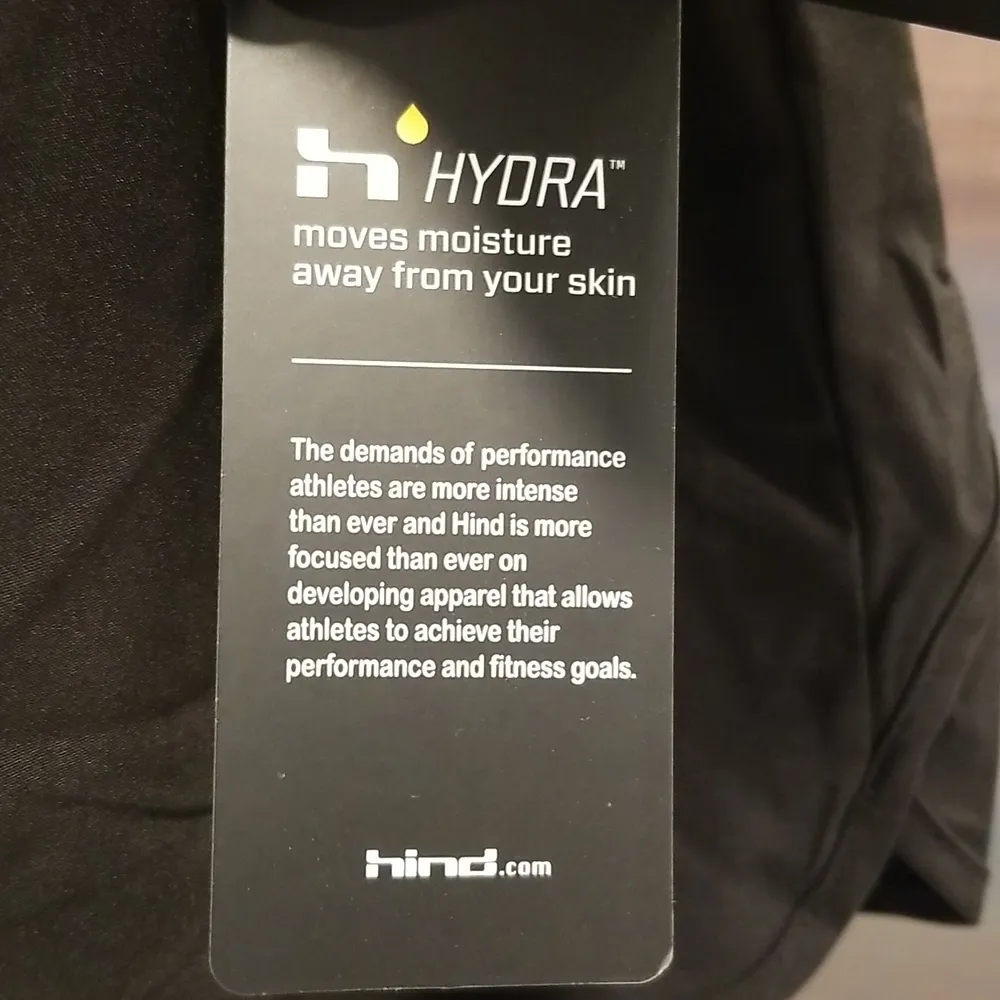 h HYDRA™
moves moisture
away from your skin
The demands of performance
athletes are more intense
than ever and Hind is more
focused than ever on
developing apparel that allows
athletes to achieve their
performance and fitness goals.
hind.com